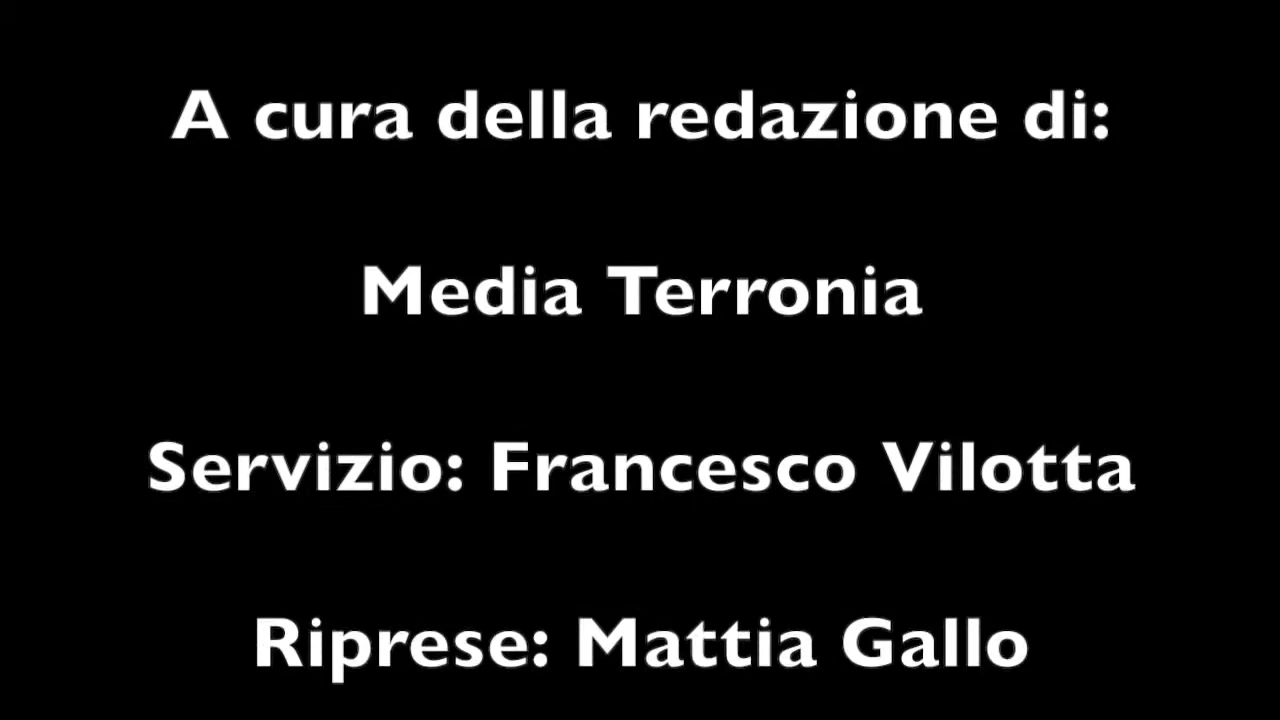 A cura della redazione di:
Media Terronia
Servizio: Francesco Vilotta
Riprese: Mattia Gallo